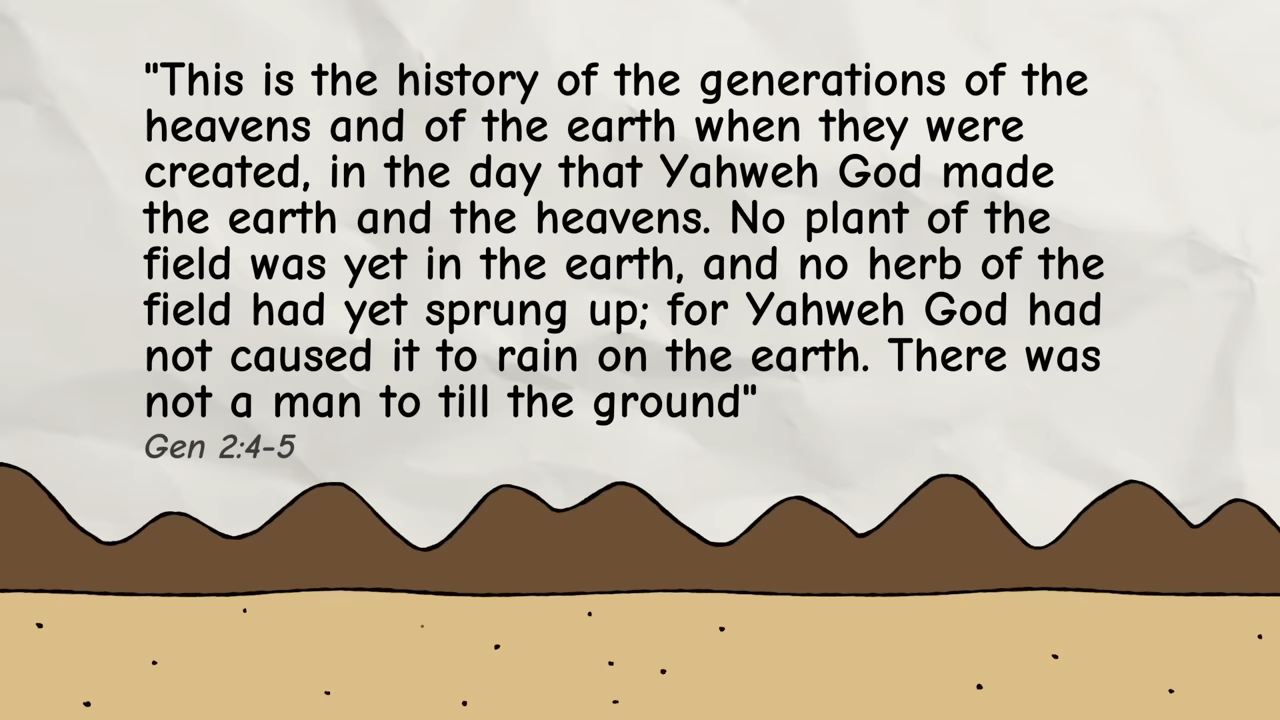 "This is the history of the generations of the
heavens and of the earth when they were
created, in the day that Yahweh God made
the earth and the heavens. No plant of the
field was yet in the earth, and no herb of the
field had yet sprung up; for Yahweh God had
not caused it to rain on the earth. There was
not a man to till the ground"
Gen 2:4-5